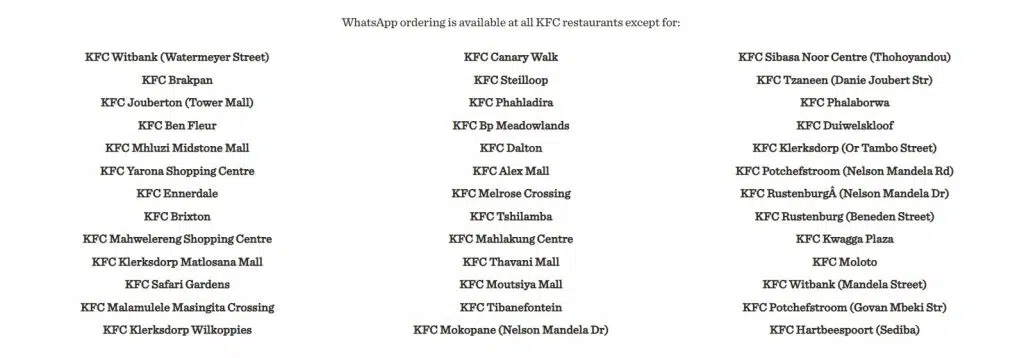 WhatsApp ordering is available at all KFC restaurants except for:
KFC Witbank (Watermeyer Street)
KFC Brakpan
KFC Jouberton (Tower Mall)
KFC Ben Fleur
KFC Mhluzi Midstone Mall
KFC Yarona Shopping Centre
KFC Ennerdale
KFC Brixton
KFC Mahwelereng Shopping Centre
KFC Klerksdorp Matlosana Mall
KFC Safari Gardens
KFC Malamulele Masingita Crossing
KFC Klerksdorp Wilkoppies
KFC Canary Walk
KFC Steilloop
KFC Phahladira
KFC Bp Meadowlands
KFC Dalton
KFC Alex Mall
KFC Melrose Crossing
KFC Tshilamba
KFC Mahlakung Centre
KFC Thavani Mall
KFC Moutsiya Mall
KFC Tibanefontein
KFC Mokopane (Nelson Mandela Dr)
KFC Sibasa Noor Centre (Thohoyandou)
KFC Tzaneen (Danie Joubert Str)
KFC Phalaborwa
KFC Duiwelskloof
KFC Klerksdorp (Or Tambo Street)
KFC Potchefstroom (Nelson Mandela Rd)
KFC RustenburgÂ (Nelson Mandela Dr)
KFC Rustenburg (Beneden Street)
KFC Kwagga Plaza
KFC Moloto
KFC Witbank (Mandela Street)
KFC Potchefstroom (Govan Mbeki Str)
KFC Hartbeespoort (Sediba)